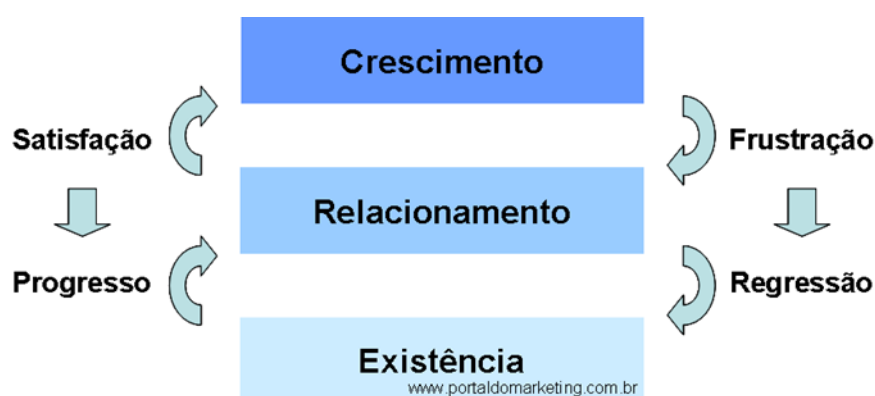 Crescimento
Satisfação
Frustração
Relacionamento
Progresso
Regressão
Existência
www.portaldomarketing.com.br